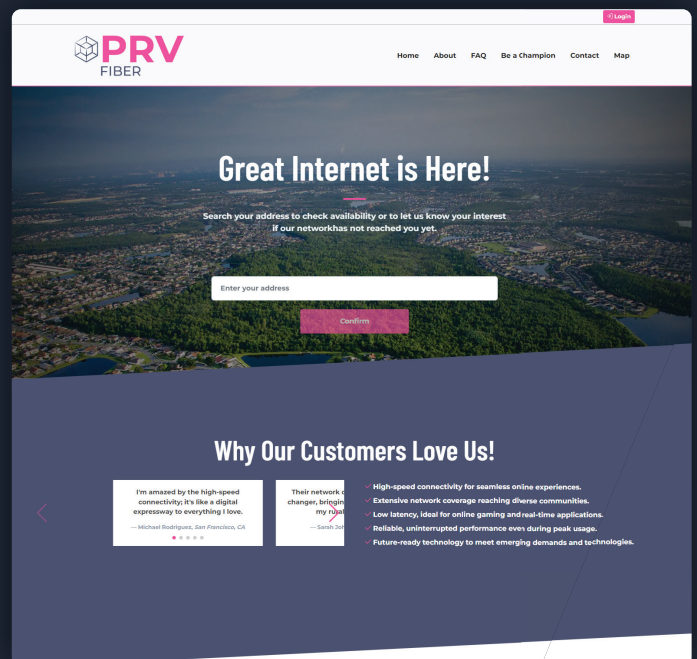 Login
PRV
FIBER
Home About FAQ Be a Champion Contact Map
Great Internet is Here!
Search your address to check availability or to let us know your interest
if our networkhas not reached you yet.
Enter your address
Confirm
Why Our Customers Love Us!
I'm amazed by the high-speed
connectivity; it's like a digital
expressway to everything I love.
— Michael Rodrigues, San Francisco, CA
Their network
changer, bringin
my rural
— Sarah Joh
High-speed connectivity for seamless online experiences.
Extensive network coverage reaching diverse communities.
Low latency, ideal for online gaming and real-time applications.
Reliable, uninterrupted performance even during peak usage.
Future-ready technology to meet emerging demands and technologies.